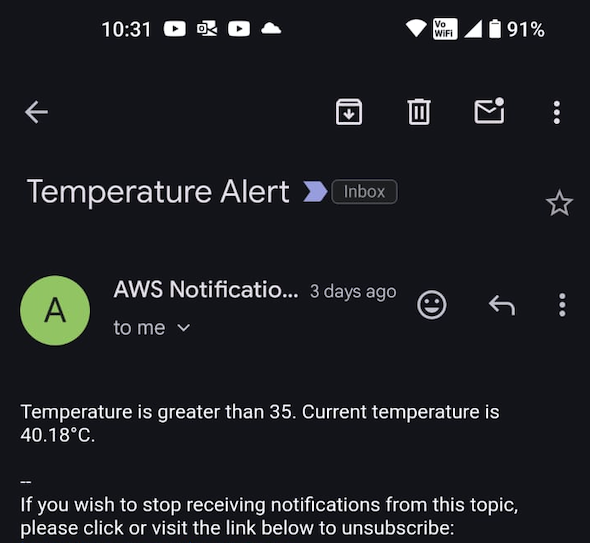 10:31 Vo WiFi 91%
Temperature Alert Inbox
A AWS Notificatio... 3 days ago
to me
Temperature is greater than 35. Current temperature is
40.18°C.
--
If you wish to stop receiving notifications from this topic,
please click or visit the link below to unsubscribe: